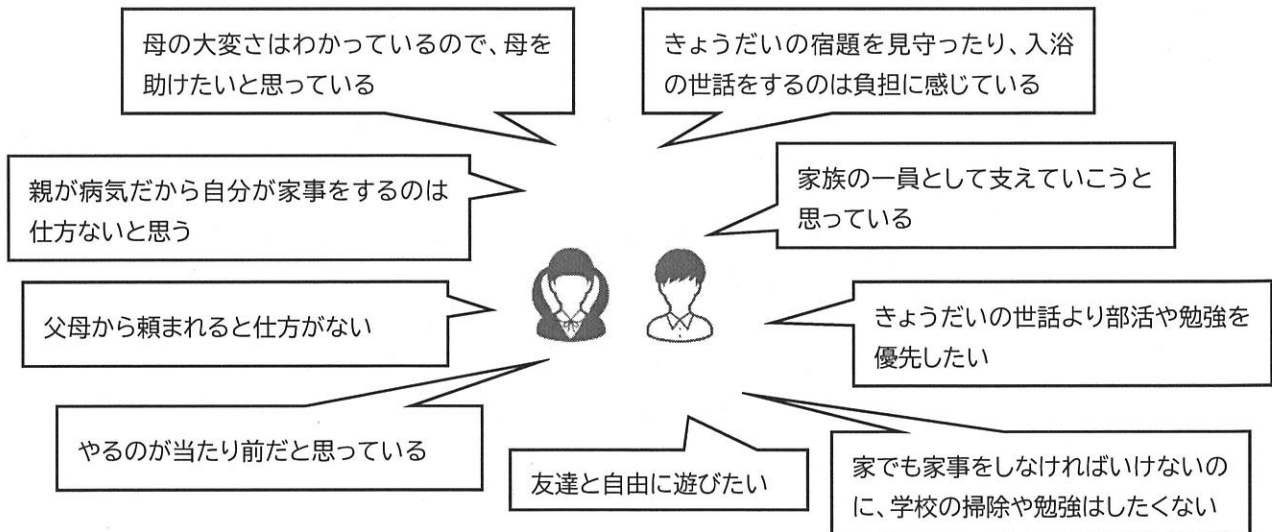 母の大変さはわかっているので、母を
助けたいと思っている
きょうだいの宿題を見守ったり、入浴
の世話をするのは負担に感じている
親が病気だから自分が家事をするのは
仕方ないと思う
家族の一員として支えていこうと
思っている
父母から頼まれると仕方がない
きょうだいの世話より部活や勉強を
優先したい
やるのが当たり前だと思っている
友達と自由に遊びたい
家でも家事をしなければいけないの
に、学校の掃除や勉強はしたくない